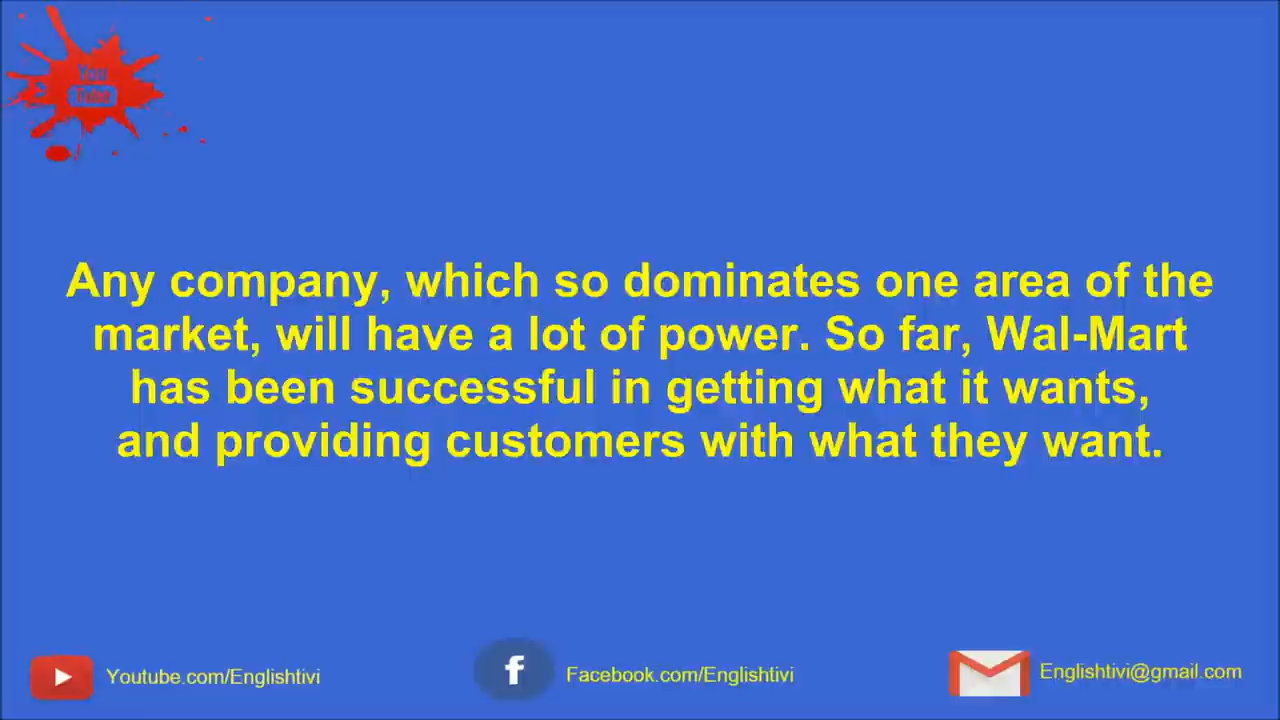 You
Tube
Any company, which so dominates one area of the
market, will have a lot of power. So far, Wal-Mart
has been successful in getting what it wants,
and providing customers with what they want.
Youtube.com/Englishtivi
f
Facebook.com/Englishtivi
Englishtivi@gmail.com